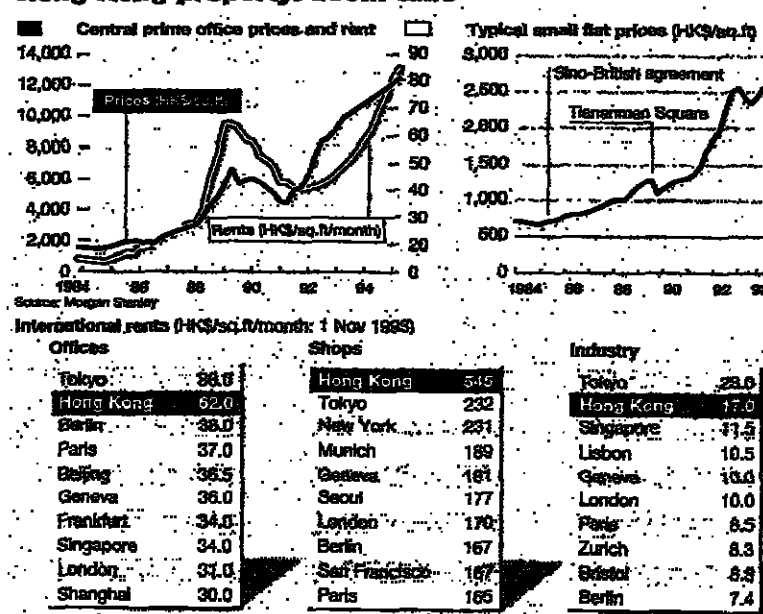 Central prime office prices and rent
14,000
12,000
10,000
8,000
6,000
4,000
2,000
0
Prices (HK$/sq.ft)
Rents (HK$/sq.ft/month)
90
80
70
60
50
40
30
20
0
1984 86 88 90 92 94
Source: Morgan Stanley
Typical small flat prices (HK$/sq.ft)
3,000
2,500
2,000
1,500
1,000
500
0
Sino-British agreement
Tiananmen Square
1984 86 88 90 92
International rents (HK$/sq.ft/month: 1 Nov 1993)
Offices
Tokyo
Hong Kong 62.0
Berlin 38.0
Paris 37.0
Beijing 36.5
Geneva 36.0
Frankfurt 34.0
Singapore 34.0
London 31.0
Shanghai 30.0
Shops
Hong Kong 545
Tokyo 232
New York 231
Munich 189
Geneva 181
Seoul 177
London 170
Berlin 167
San Francisco 167
Paris 165
Industry
Tokyo 23.0
Hong Kong 17.0
Singapore 11.5
Lisbon 10.5
Geneva 10.0
London 10.0
Paris 8.5
Zurich 8.3
Bristol
Berlin 7.4